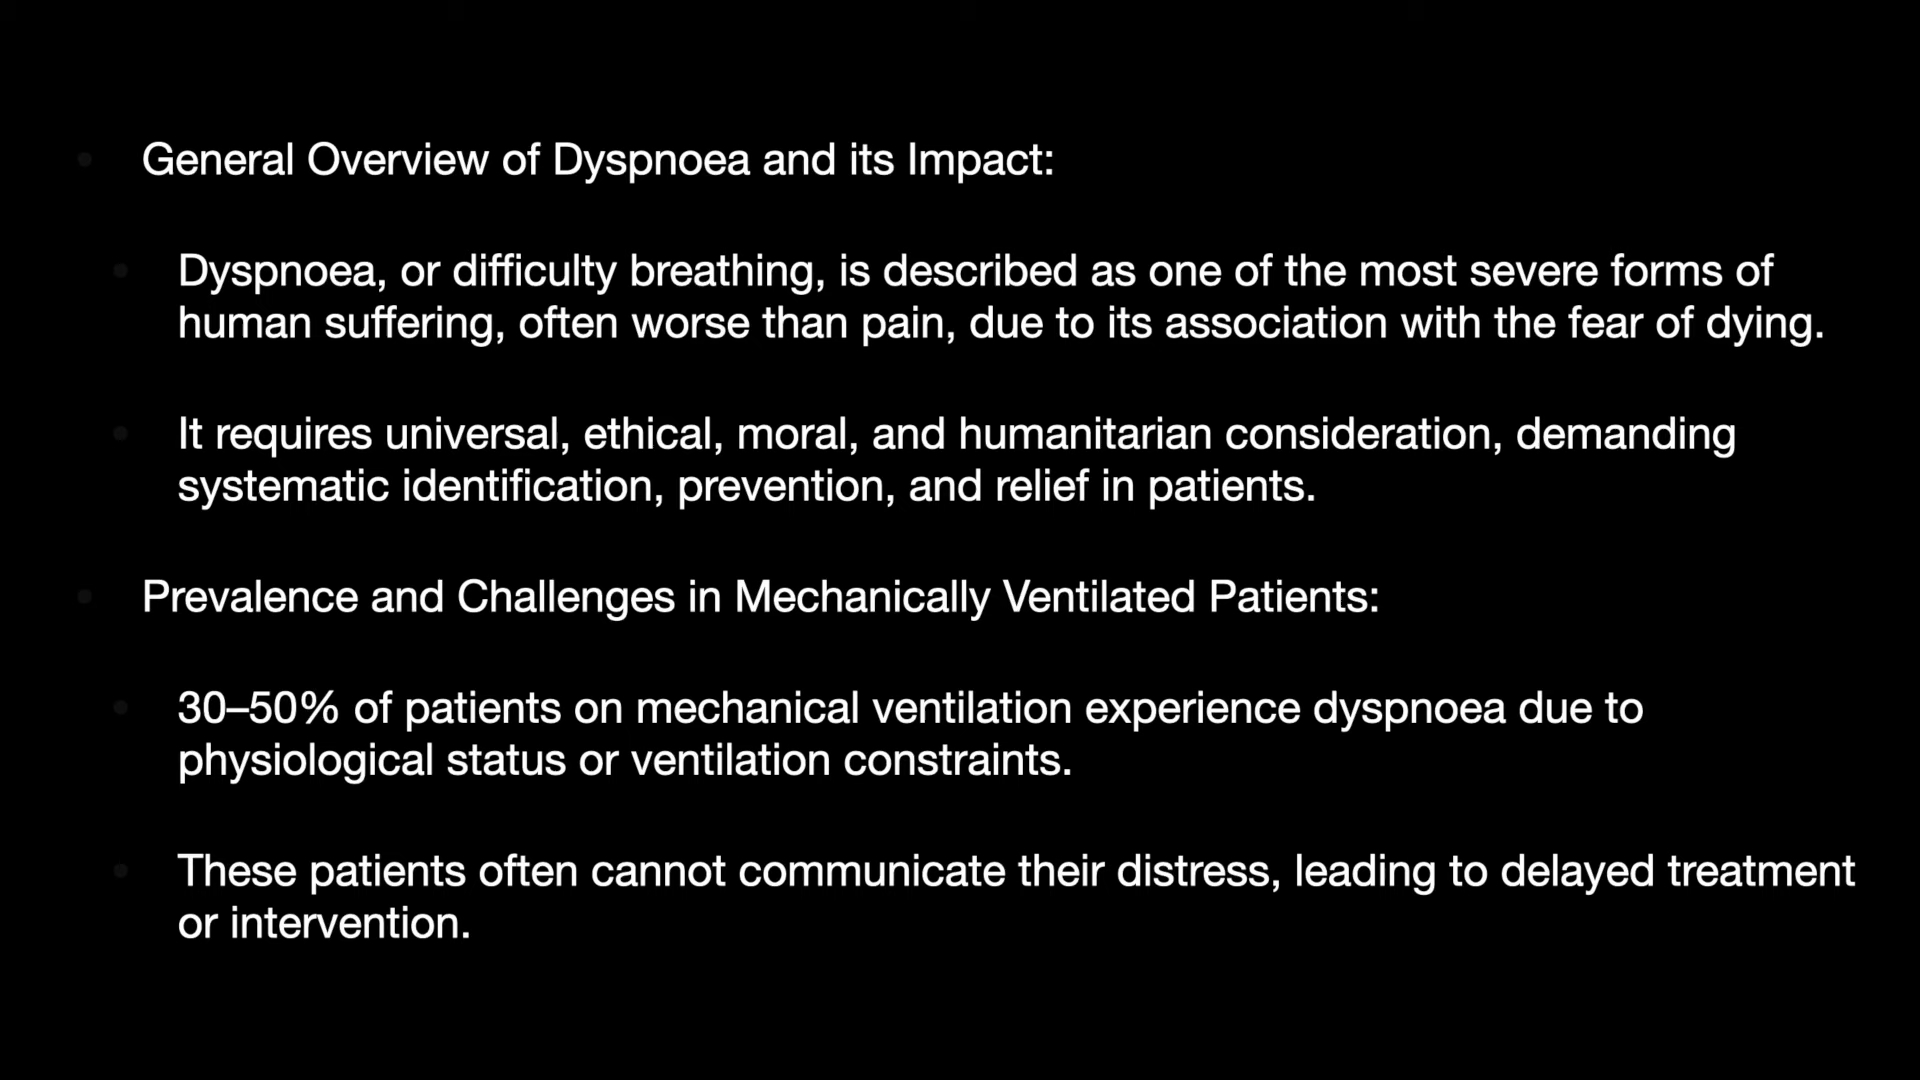 General Overview of Dyspnoea and its Impact:
Dyspnoea, or difficulty breathing, is described as one of the most severe forms of
human suffering, often worse than pain, due to its association with the fear of dying.
It requires universal, ethical, moral, and humanitarian consideration, demanding
systematic identification, prevention, and relief in patients.
Prevalence and Challenges in Mechanically Ventilated Patients:
30–50% of patients on mechanical ventilation experience dyspnoea due to
physiological status or ventilation constraints.
These patients often cannot communicate their distress, leading to delayed treatment
or intervention.